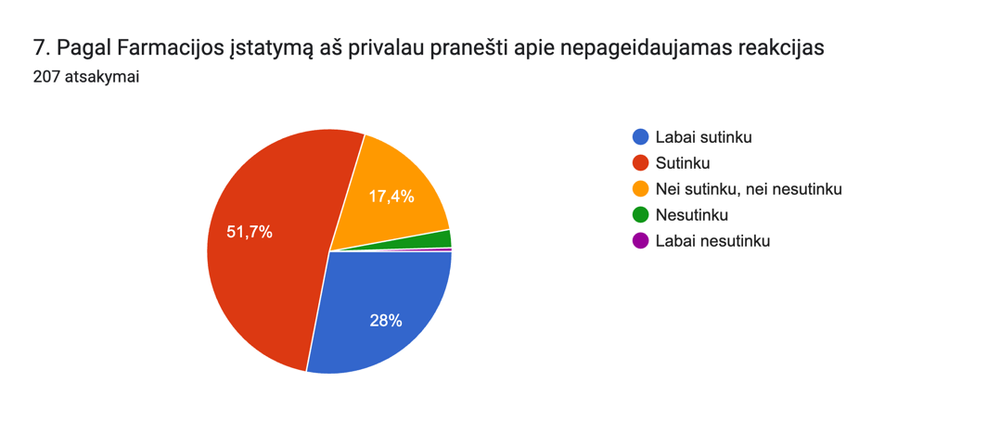 7. Pagal Farmacijos įstatymą aš privalau pranešti apie nepageidaujamas reakcijas
207 atsakymai
Labai sutinku
Sutinku
Nei sutinku, nei nesutinku
Nesutinku
Labai nesutinku
17,4%
51,7%
28%